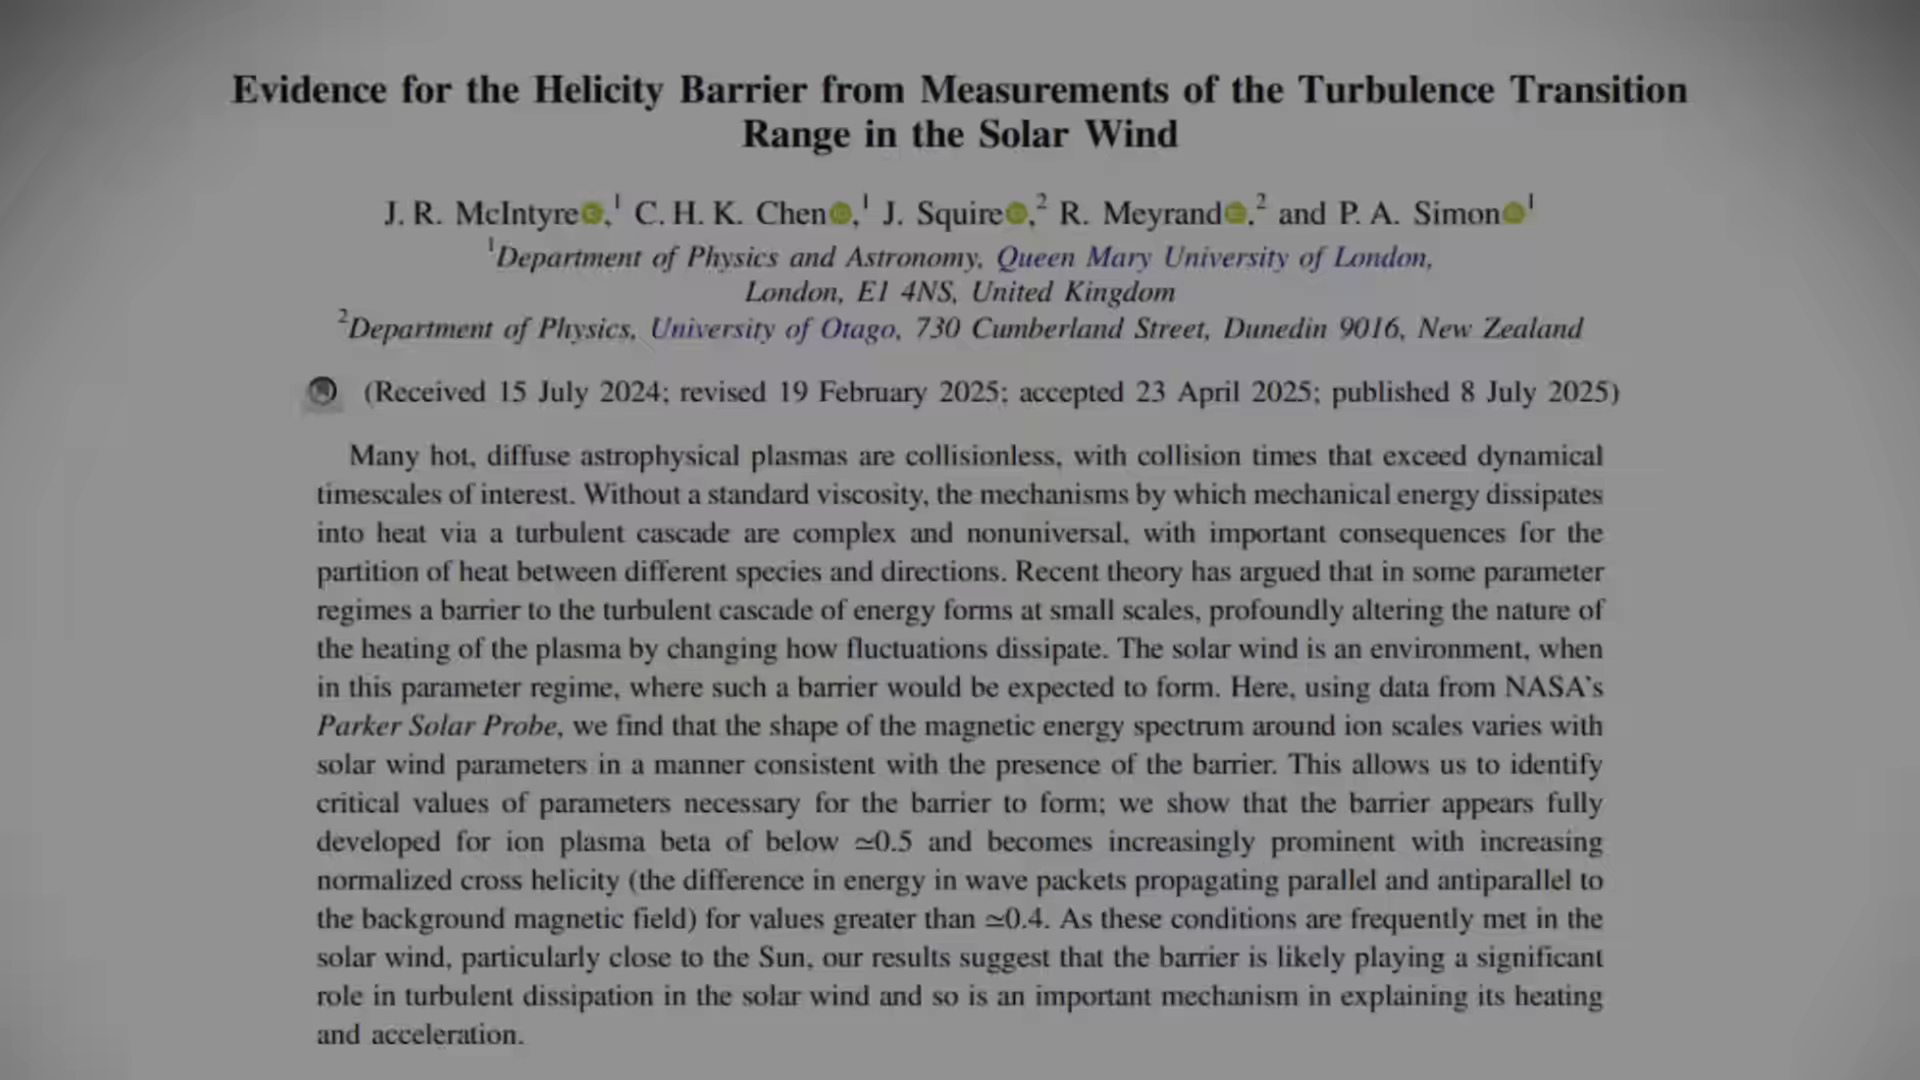 Evidence for the Helicity Barrier from Measurements of the Turbulence Transition
Range in the Solar Wind
J. R. McIntyre,1 C. H. K. Chen,1 J. Squire,2 R. Meyrand,2 and P. A. Simon1
1Department of Physics and Astronomy, Queen Mary University of London,
London, E1 4NS, United Kingdom
2Department of Physics, University of Otago, 730 Cumberland Street, Dunedin 9016, New Zealand
(Received 15 July 2024; revised 19 February 2025; accepted 23 April 2025; published 8 July 2025)
Many hot, diffuse astrophysical plasmas are collisionless, with collision times that exceed dynamical
timescales of interest. Without a standard viscosity, the mechanisms by which mechanical energy dissipates
into heat via a turbulent cascade are complex and nonuniversal, with important consequences for the
partition of heat between different species and directions. Recent theory has argued that in some parameter
regimes a barrier to the turbulent cascade of energy forms at small scales, profoundly altering the nature of
the heating of the plasma by changing how fluctuations dissipate. The solar wind is an environment, when
in this parameter regime, where such a barrier would be expected to form. Here, using data from NASA's
Parker Solar Probe, we find that the shape of the magnetic energy spectrum around ion scales varies with
solar wind parameters in a manner consistent with the presence of the barrier. This allows us to identify
critical values of parameters necessary for the barrier to form; we show that the barrier appears fully
developed for ion plasma beta of below ≃0.5 and becomes increasingly prominent with increasing
normalized cross helicity (the difference in energy in wave packets propagating parallel and antiparallel to
the background magnetic field) for values greater than ≃0.4. As these conditions are frequently met in the
solar wind, particularly close to the Sun, our results suggest that the barrier is likely playing a significant
role in turbulent dissipation in the solar wind and so is an important mechanism in explaining its heating
and acceleration.